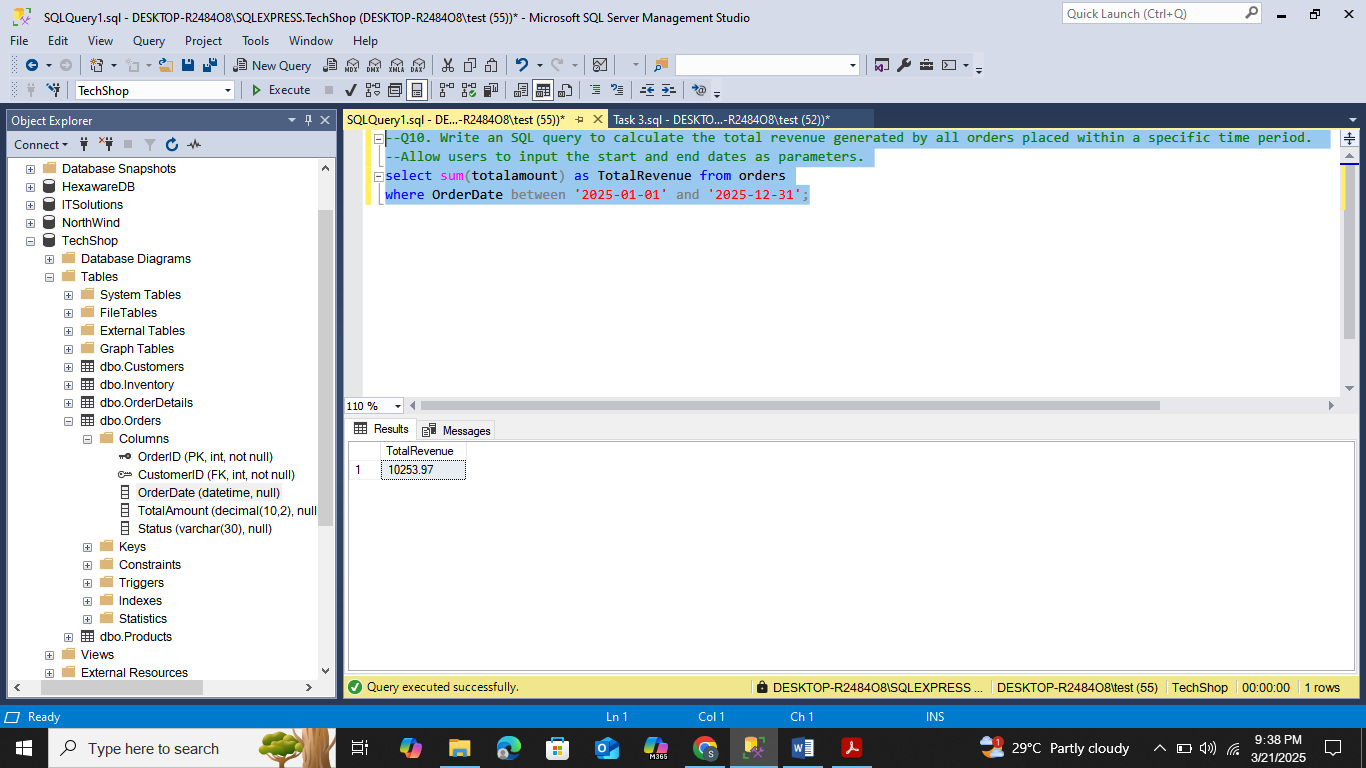 SQLQuery1.sql - DESKTOP-R2484O8\SQLEXPRESS.TechShop (DESKTOP-R2484O8\test (55))* - Microsoft SQL Server Management Studio
Quick Launch (Ctrl+Q)
File Edit View Query Project Tools Window Help
New Query
MDX DMX XMLA DAX
TechShop
Execute
Object Explorer
Connect
Database Snapshots
HexawareDB
ITSolutions
NorthWind
TechShop
Database Diagrams
Tables
System Tables
FileTables
External Tables
Graph Tables
dbo.Customers
dbo.Inventory
dbo.OrderDetails
dbo.Orders
Columns
OrderID (PK, int, not null)
CustomerID (FK, int, not null)
OrderDate (datetime, null)
TotalAmount (decimal(10,2), null
Status (varchar(30), null)
Keys
Constraints
Triggers
Indexes
Statistics
dbo.Products
Views
External Resources
SQLQuery1.sql - DE...-R2484O8\test (55))* Task 3.sql - DESKTO...-R2484O8\test (52))*
--Q10. Write an SQL query to calculate the total revenue generated by all orders placed within a specific time period.
--Allow users to input the start and end dates as parameters.
select sum(totalamount) as TotalRevenue from orders
where OrderDate between '2025-01-01' and '2025-12-31';
110 %
Results Messages
TotalRevenue
1 10253.97
Query executed successfully. DESKTOP-R2484O8\SQLEXPRESS ... DESKTOP-R2484O8\test (55) TechShop 00:00:00 1 rows
Ready Ln 1 Col 1 Ch 1 INS
Type here to search
M365
1
29°C Partly cloudy
9:38 PM
3/21/2025